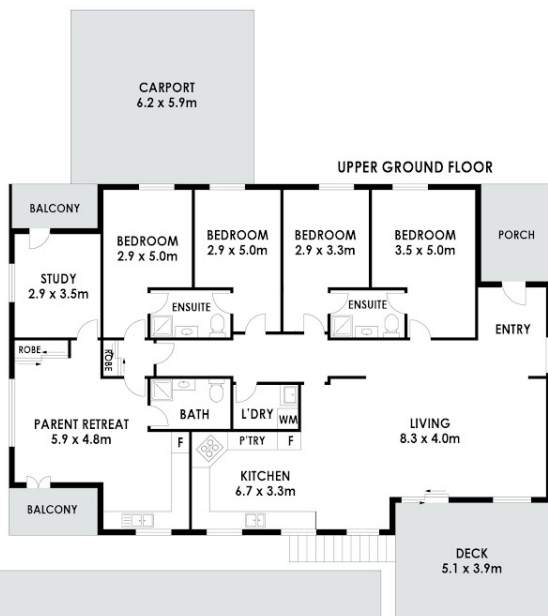 CARPORT
6.2 x 5.9m
UPPER GROUND FLOOR
BALCONY
BEDROOM
2.9 x 5.0m
BEDROOM
2.9 x 5.0m
BEDROOM
2.9 x 3.3m
BEDROOM
3.5 x 5.0m
PORCH
STUDY
2.9 x 3.5m
ENSUITE
ENSUITE
ENTRY
ROBE
ROBE
PARENT RETREAT
5.9 x 4.8m
BATH
L'DRY
WM
LIVING
8.3 x 4.0m
F
P'TRY
F
KITCHEN
6.7 x 3.3m
BALCONY
DECK
5.1 x 3.9m